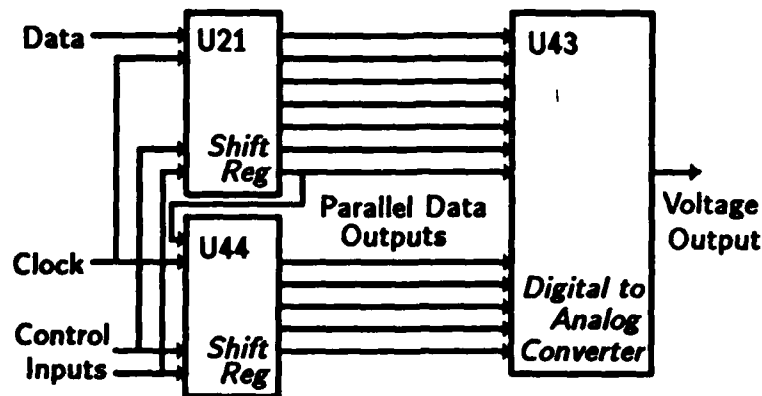 Data
U21
U43
Shift
Reg
Parallel Data
Outputs
Voltage
Output
U44
Clock
Digital to
Analog
Converter
Control
Inputs
Shift
Reg